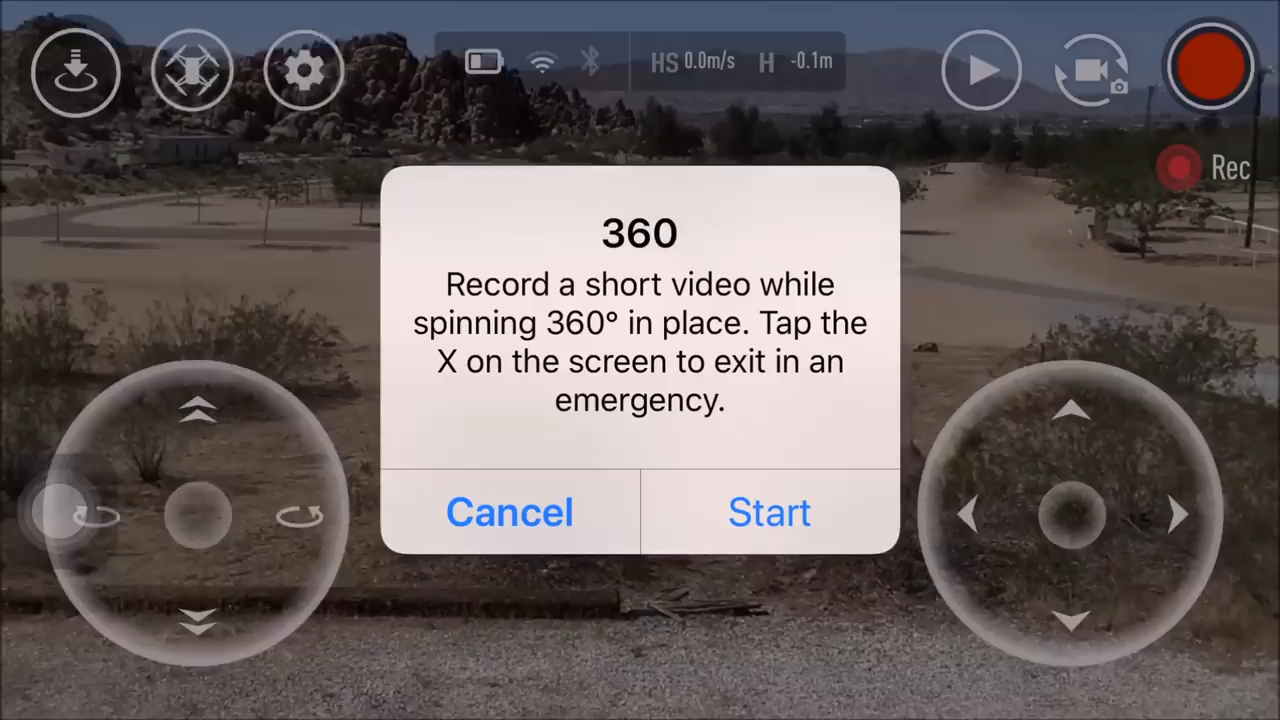 HS 0.0m/s H -0.1m
Rec
360
Record a short video while
spinning 360° in place. Tap the
X on the screen to exit in an
emergency.
Cancel Start